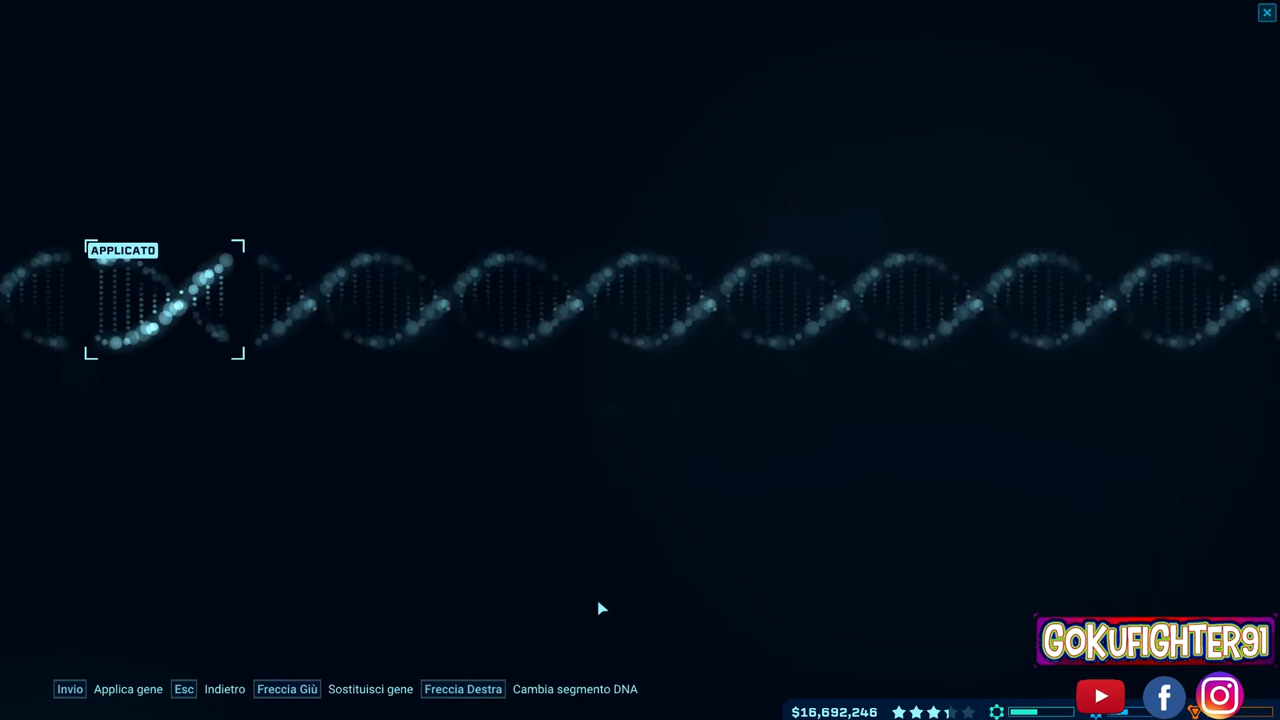 APPLICATO
Invio Applica gene Esc Indietro Freccia Giù Sostituisci gene Freccia Destra Cambia segmento DNA
$16,692,246
GOKUFIGHTER91